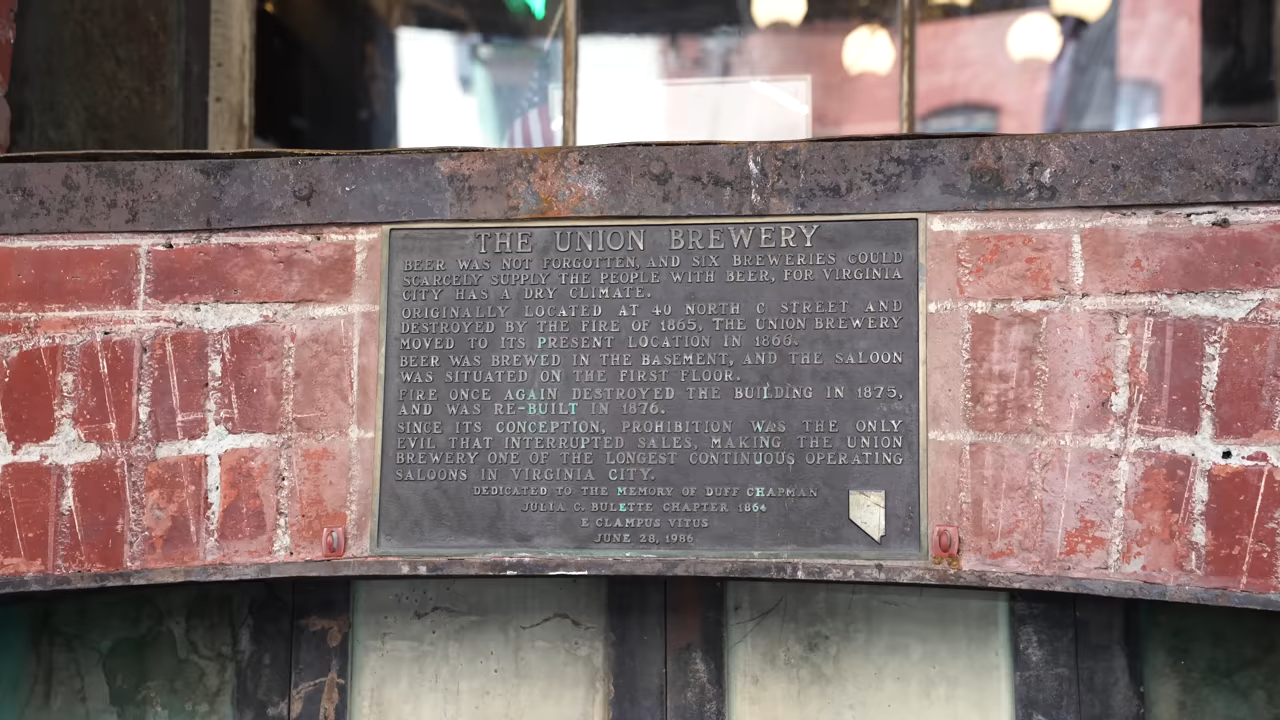 THE UNION BREWERY
BEER WAS NOT FORGOTTEN, AND SIX BREWERIES COULD
SCARCELY SUPPLY THE PEOPLE WITH BEER, FOR VIRGINIA
CITY HAS A DRY CLIMATE.
ORIGINALLY LOCATED AT 40 NORTH C STREET AND
DESTROYED BY THE FIRE OF 1865, THE UNION BREWERY
MOVED TO ITS PRESENT LOCATION IN 1866.
BEER WAS BREWED IN THE BASEMENT, AND THE SALOON
WAS SITUATED ON THE FIRST FLOOR.
FIRE ONCE AGAIN DESTROYED THE BUILDING IN 1875,
AND WAS RE-BUILT IN 1876.
SINCE ITS CONCEPTION, PROHIBITION WAS THE ONLY
EVIL THAT INTERRUPTED SALES, MAKING THE UNION
BREWERY ONE OF THE LONGEST CONTINUOUS OPERATING
SALOONS IN VIRGINIA CITY.
DEDICATED TO THE MEMORY OF DUFF CHAPMAN
JULIA C. BULETTE CHAPTER 1864
E CLAMPUS VITUS
JUNE 28, 1986